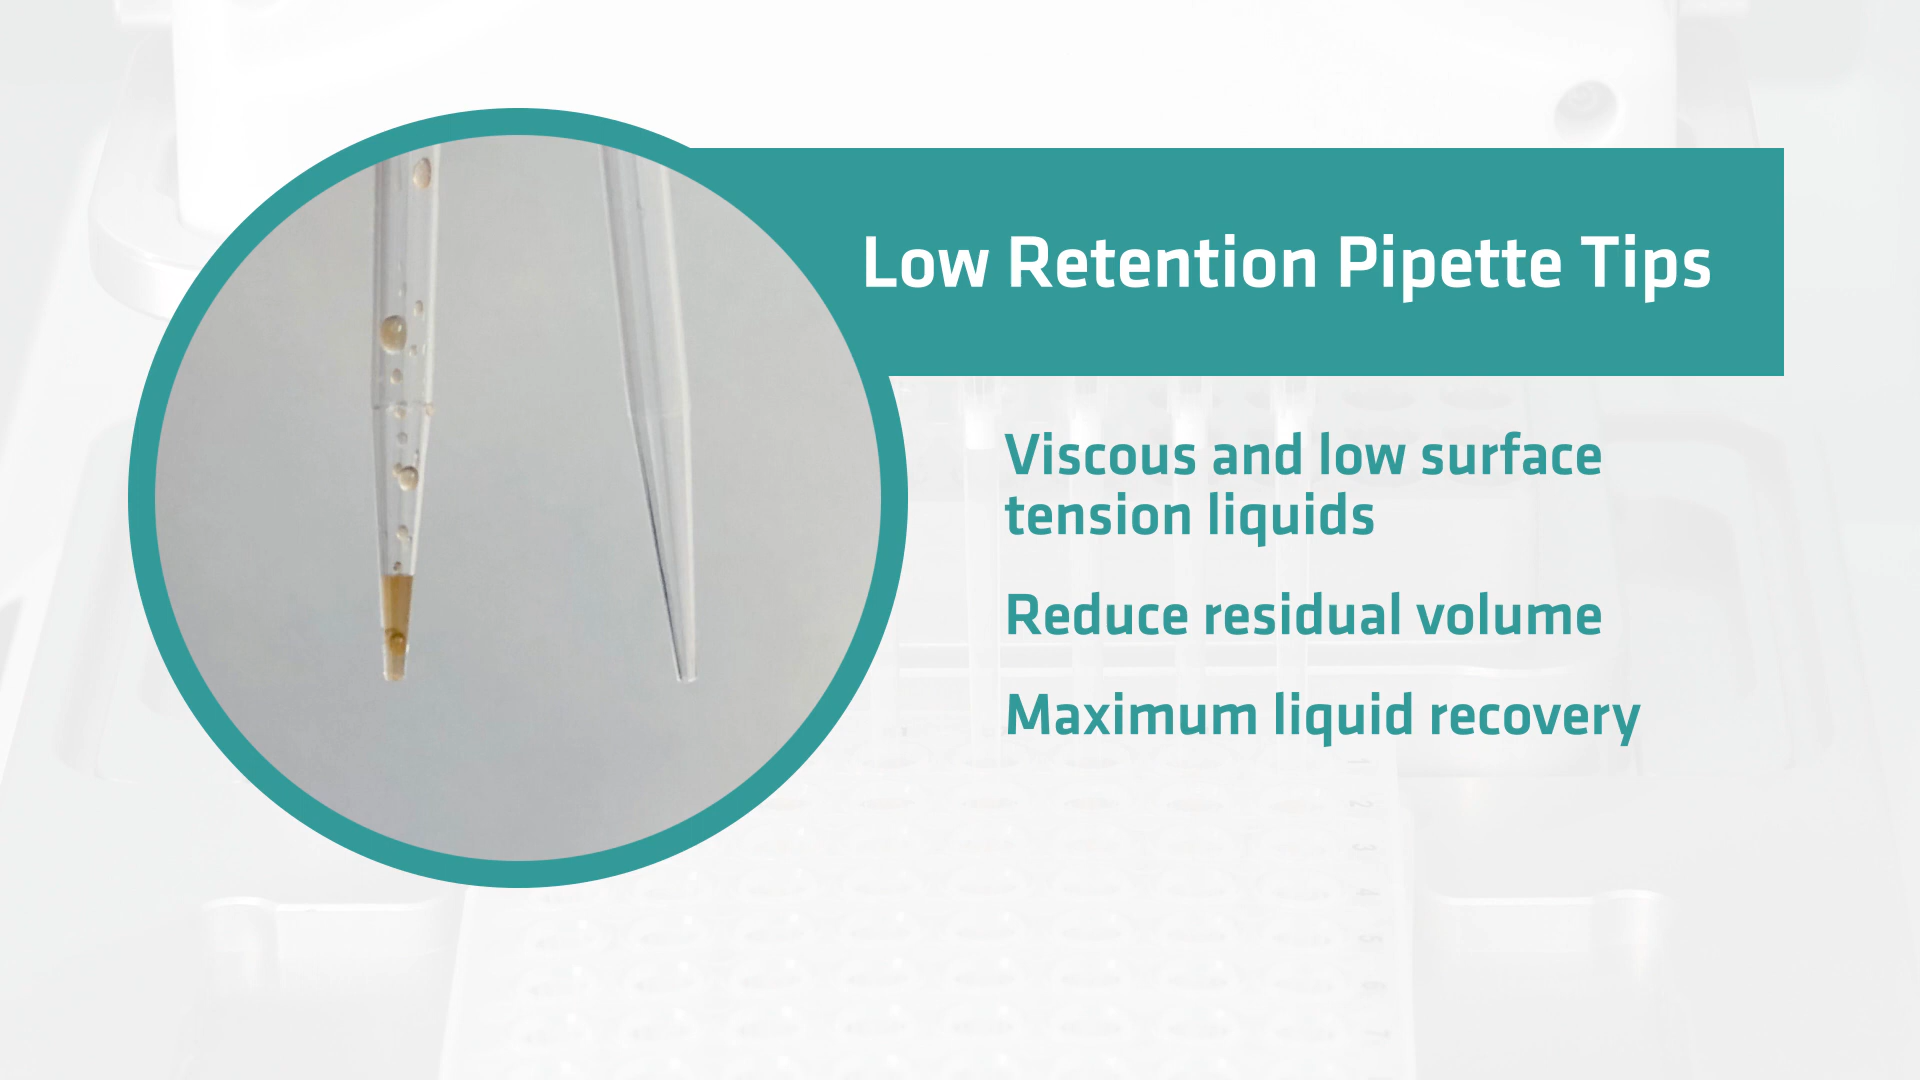 Low Retention Pipette Tips
Viscous and low surface
tension liquids
Reduce residual volume
Maximum liquid recovery